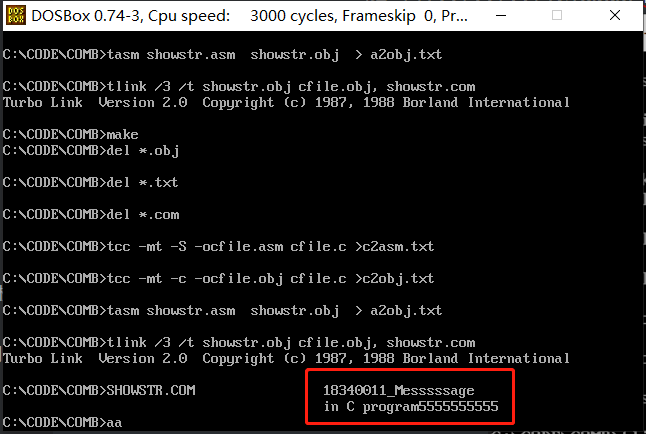 DOSBox 0.74-3, Cpu speed: 3000 cycles, Frameskip 0, Pr...
C:\CODE\COMB>tasm showstr.asm  showstr.obj  > a2obj.txt
C:\CODE\COMB>tlink /3 /t showstr.obj cfile.obj, showstr.com
Turbo Link  Version 2.0  Copyright (c) 1987, 1988 Borland International
C:\CODE\COMB>make
C:\CODE\COMB>del *.obj
C:\CODE\COMB>del *.txt
C:\CODE\COMB>del *.com
C:\CODE\COMB>tcc -mt -S -ocfile.asm cfile.c >c2asm.txt
C:\CODE\COMB>tcc -mt -c -ocfile.obj cfile.c >c2obj.txt
C:\CODE\COMB>tasm showstr.asm  showstr.obj  > a2obj.txt
C:\CODE\COMB>tlink /3 /t showstr.obj cfile.obj, showstr.com
Turbo Link  Version 2.0  Copyright (c) 1987, 1988 Borland International
C:\CODE\COMB>SHOWSTR.COM 18340011_Messsssage
in C program5555555555
C:\CODE\COMB>aa